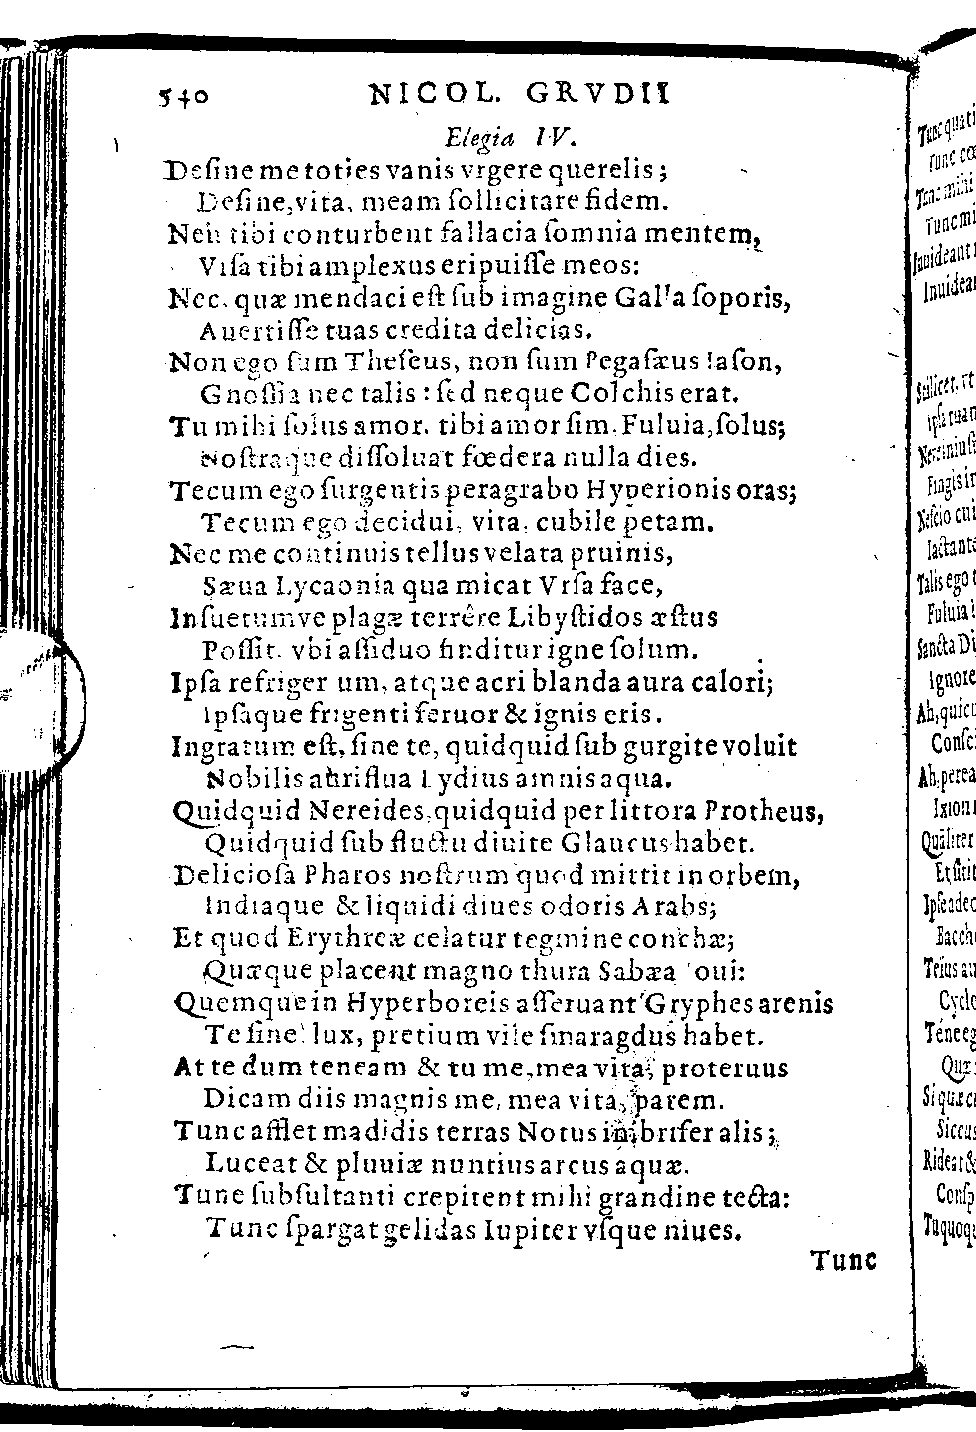 540 NICOL. GRVDII
Elegia IV.
Deſine me toties vanis vrgere querelis;
Deſine, vita, meam ſollicitare fidem.
Neu tibi conturbent fallacia ſomnia mentem,
Viſa tibi amplexus eripuiſſe meos:
Nec, quæ mendaci eſt ſub imagine Galla ſoporis,
Auertiſſe tuas credita delicias.
Non ego ſum Theſeus, non ſum Pegaſæus Iaſon,
Gnoſſia nec talis: ſed neque Colchis erat.
Tu mihi ſolus amor, tibi amor ſim, Fuluia, ſolus;
Noſtraque diſſoluat fœdera nulla dies.
Tecum ego ſurgentis peragrabo Hyperionis oras;
Tecum ego decidui, vita, cubile petam.
Nec me continuis tellus velata pruinis,
Sæua Lycaonia qua micat Vrſa face,
Inſuetumve plagæ terrêre Libyſtidos æſtus
Poſſit, vbi aſſiduo finditur igne ſolum.
Ipſa refrigerium, atque acri blanda aura calori;
Ipſaque frigenti feruor & ignis eris.
Ingratum eſt, ſine te, quidquid ſub gurgite voluit
Nobilis auriflua Lydius amnis aqua.
Quidquid Nereides, quidquid per littora Protheus,
Quidquid ſub fluctu diuite Glaucus habet.
Delicioſa Pharos noſtrum quod mittit in orbem,
Indiaque & liquidi diues odoris Arabs;
Et quod Erythreæ celatur tegmine conchæ;
Quæque placent magno thura Sabæa Ioui:
Quemque in Hyperboreis aſſeruant Gryphes arenis
Te ſine, lux, pretium vile ſmaragdus habet.
At te dum teneam & tu me, mea vita, proteruus
Dicam diis magnis me, mea vita, parem.
Tunc afflet madidis terras Notus imbrifer alis;
Luceat & pluuiæ nuntius arcus aquæ.
Tunc ſubſultanti crepitent mihi grandine tecta:
Tunc ſpargat gelidas Iupiter vſque niues.
Tunc